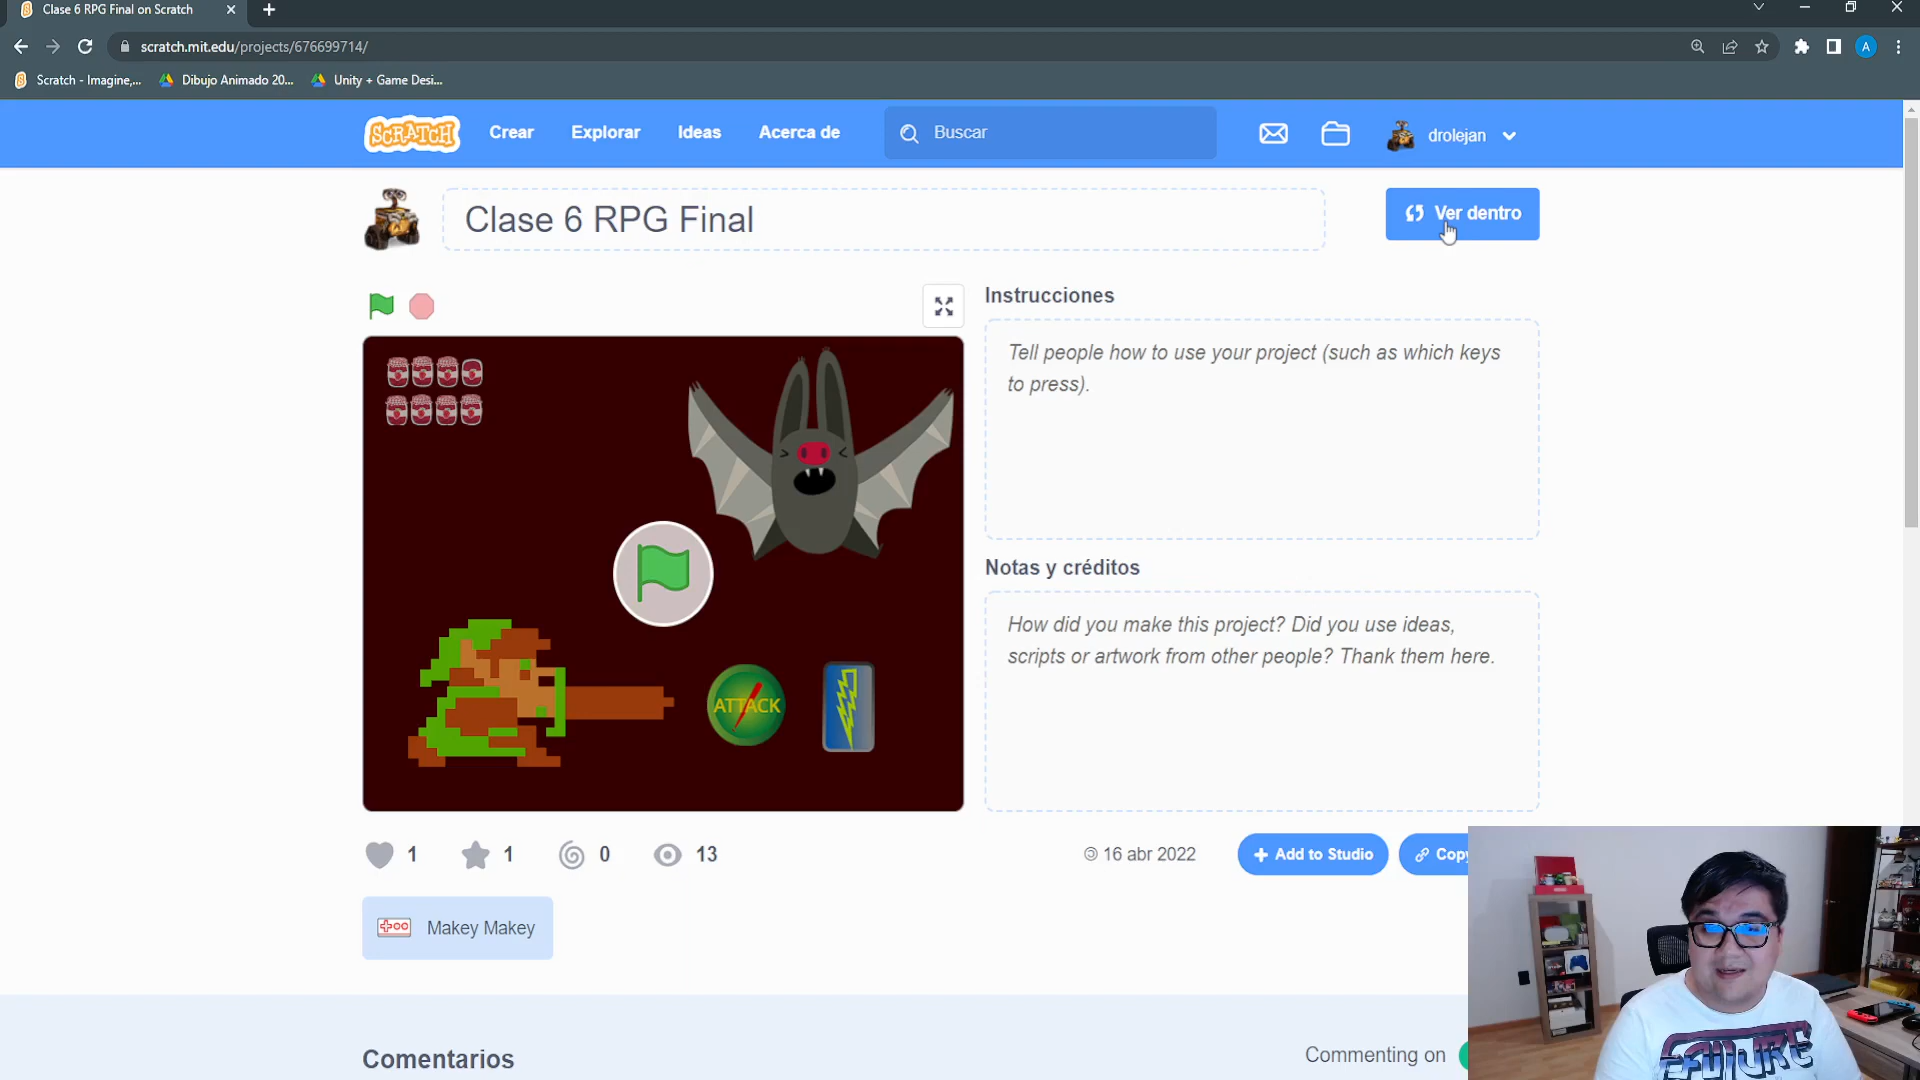 Clase 6 RPG Final on Scratch
scratch.mit.edu/projects/676699714/
A
Scratch - Imagine,...
Dibujo Animado 20...
Unity + Game Desi...
SCRATCH
Crear
Explorar
Ideas
Acerca de
Buscar
drolejan
Clase 6 RPG Final
Ver dentro
Instrucciones
Tell people how to use your project (such as which keys
to press).
ATTACK
Notas y créditos
How did you make this project? Did you use ideas,
scripts or artwork from other people? Thank them here.
1
1
0
13
16 abr 2022
Add to Studio
Copy
Makey Makey
Comentarios
Commenting on
FUTURE